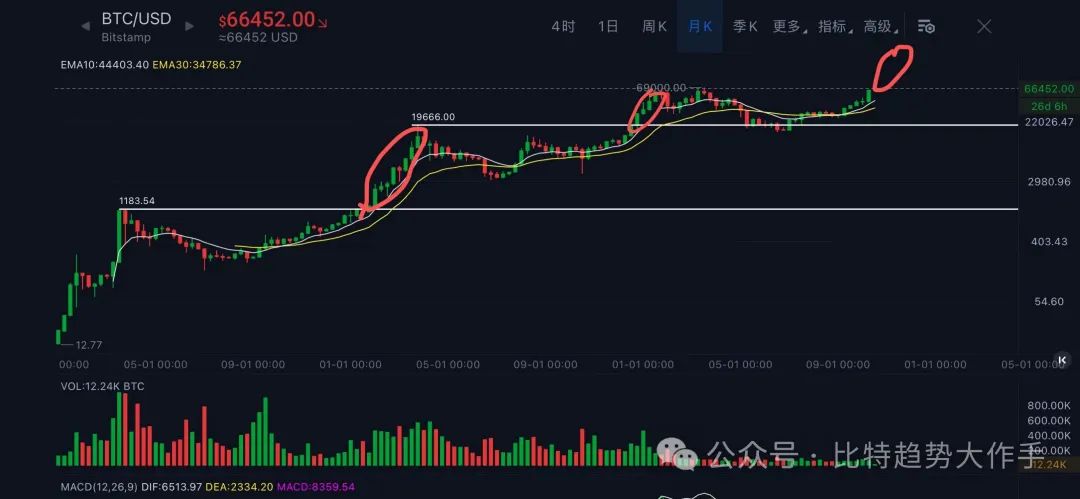 BTC/USD
Bitstamp
$66452.00
≈66452 USD
4时 1日 周K 月K 季K 更多 指标 高级
EMA10:44403.40 EMA30:34786.37
69000.00
66452.00
26d 6h
19666.00
22026.47
2980.96
1183.54
403.43
54.60
12.77
00:00 05-01 00:00 09-01 00:00 01-01 00:00 05-01 00:00 09-01 00:00 01-01 00:00 05-01 00:00 09-01 00:00 01-01 00:00 05-01 00:00
VOL:12.24K BTC
800.00K
600.00K
400.00K
200.00K
12.24K
公众号 · 比特趋势大作手
MACD(12,26,9) DIF:6513.97 DEA:2334.20 MACD:8359.54